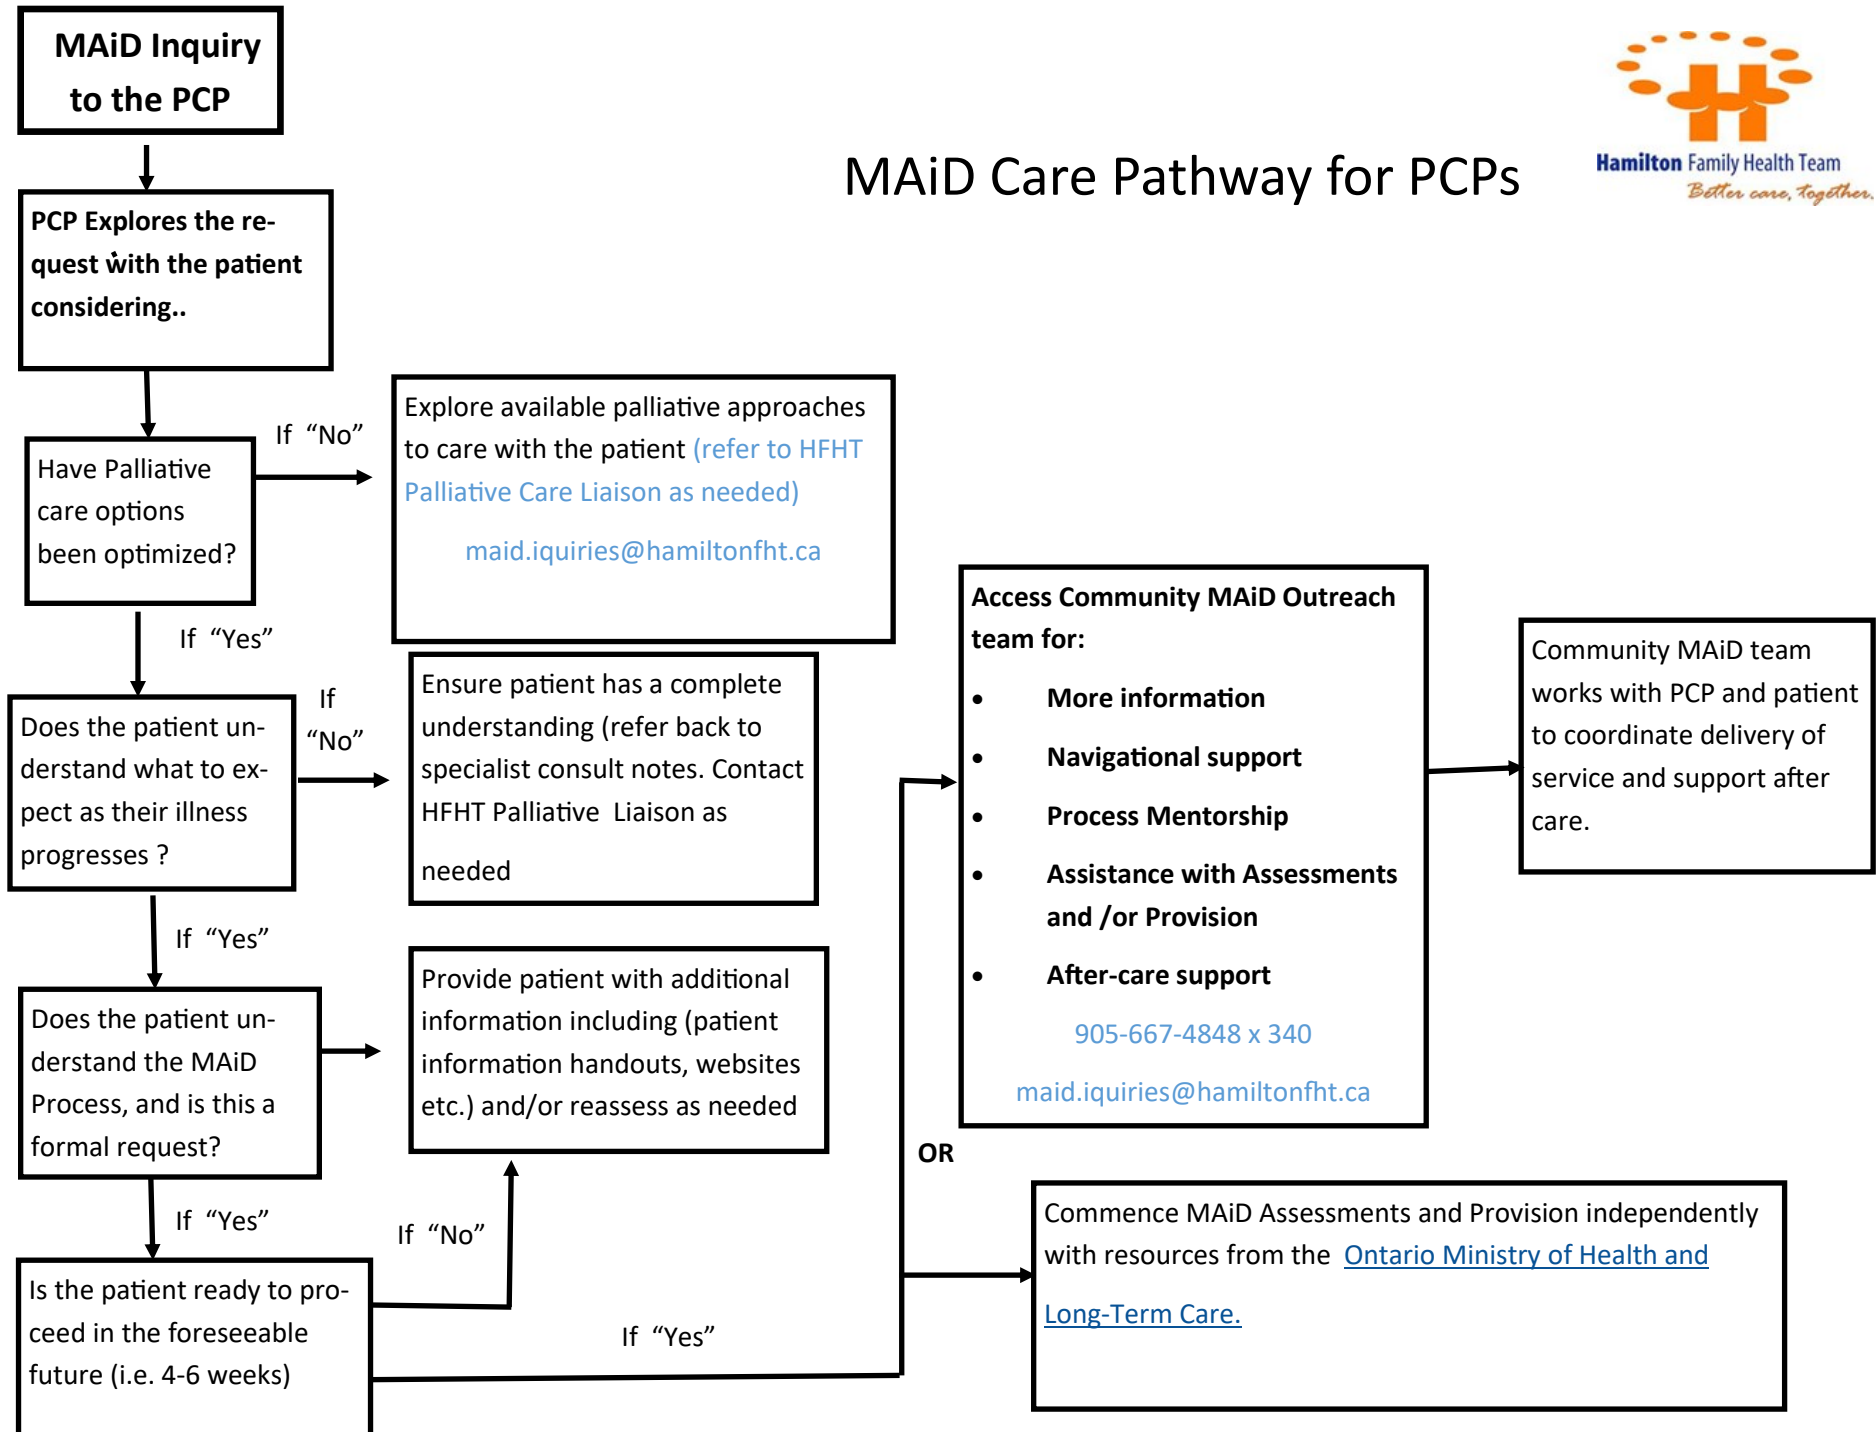 MAiD Inquiry
to the PCP
MAiD Care Pathway for PCPs
Hamilton Family Health Team
Better care, together.
PCP Explores the re-
quest with the patient
considering..
Have Palliative
care options
been optimized?
If “No”
Explore available palliative approaches
to care with the patient (refer to HFHT
Palliative Care Liaison as needed)
maid.iquiries@hamiltonfht.ca
If “Yes”
Does the patient un-
derstand what to ex-
pect as their illness
progresses ?
If
“No”
Ensure patient has a complete
understanding (refer back to
specialist consult notes. Contact
HFHT Palliative Liaison as
needed
If “Yes”
Does the patient un-
derstand the MAiD
Process, and is this a
formal request?
Provide patient with additional
information including (patient
information handouts, websites
etc.) and/or reassess as needed
If “Yes”
If “No”
Is the patient ready to pro-
ceed in the foreseeable
future (i.e. 4-6 weeks)
If “Yes”
Access Community MAiD Outreach
team for:
• More information
• Navigational support
• Process Mentorship
• Assistance with Assessments
and /or Provision
• After-care support
905-667-4848 x 340
maid.iquiries@hamiltonfht.ca
OR
Commence MAiD Assessments and Provision independently
with resources from the Ontario Ministry of Health and
Long-Term Care.
Community MAiD team
works with PCP and patient
to coordinate delivery of
service and support after
care.